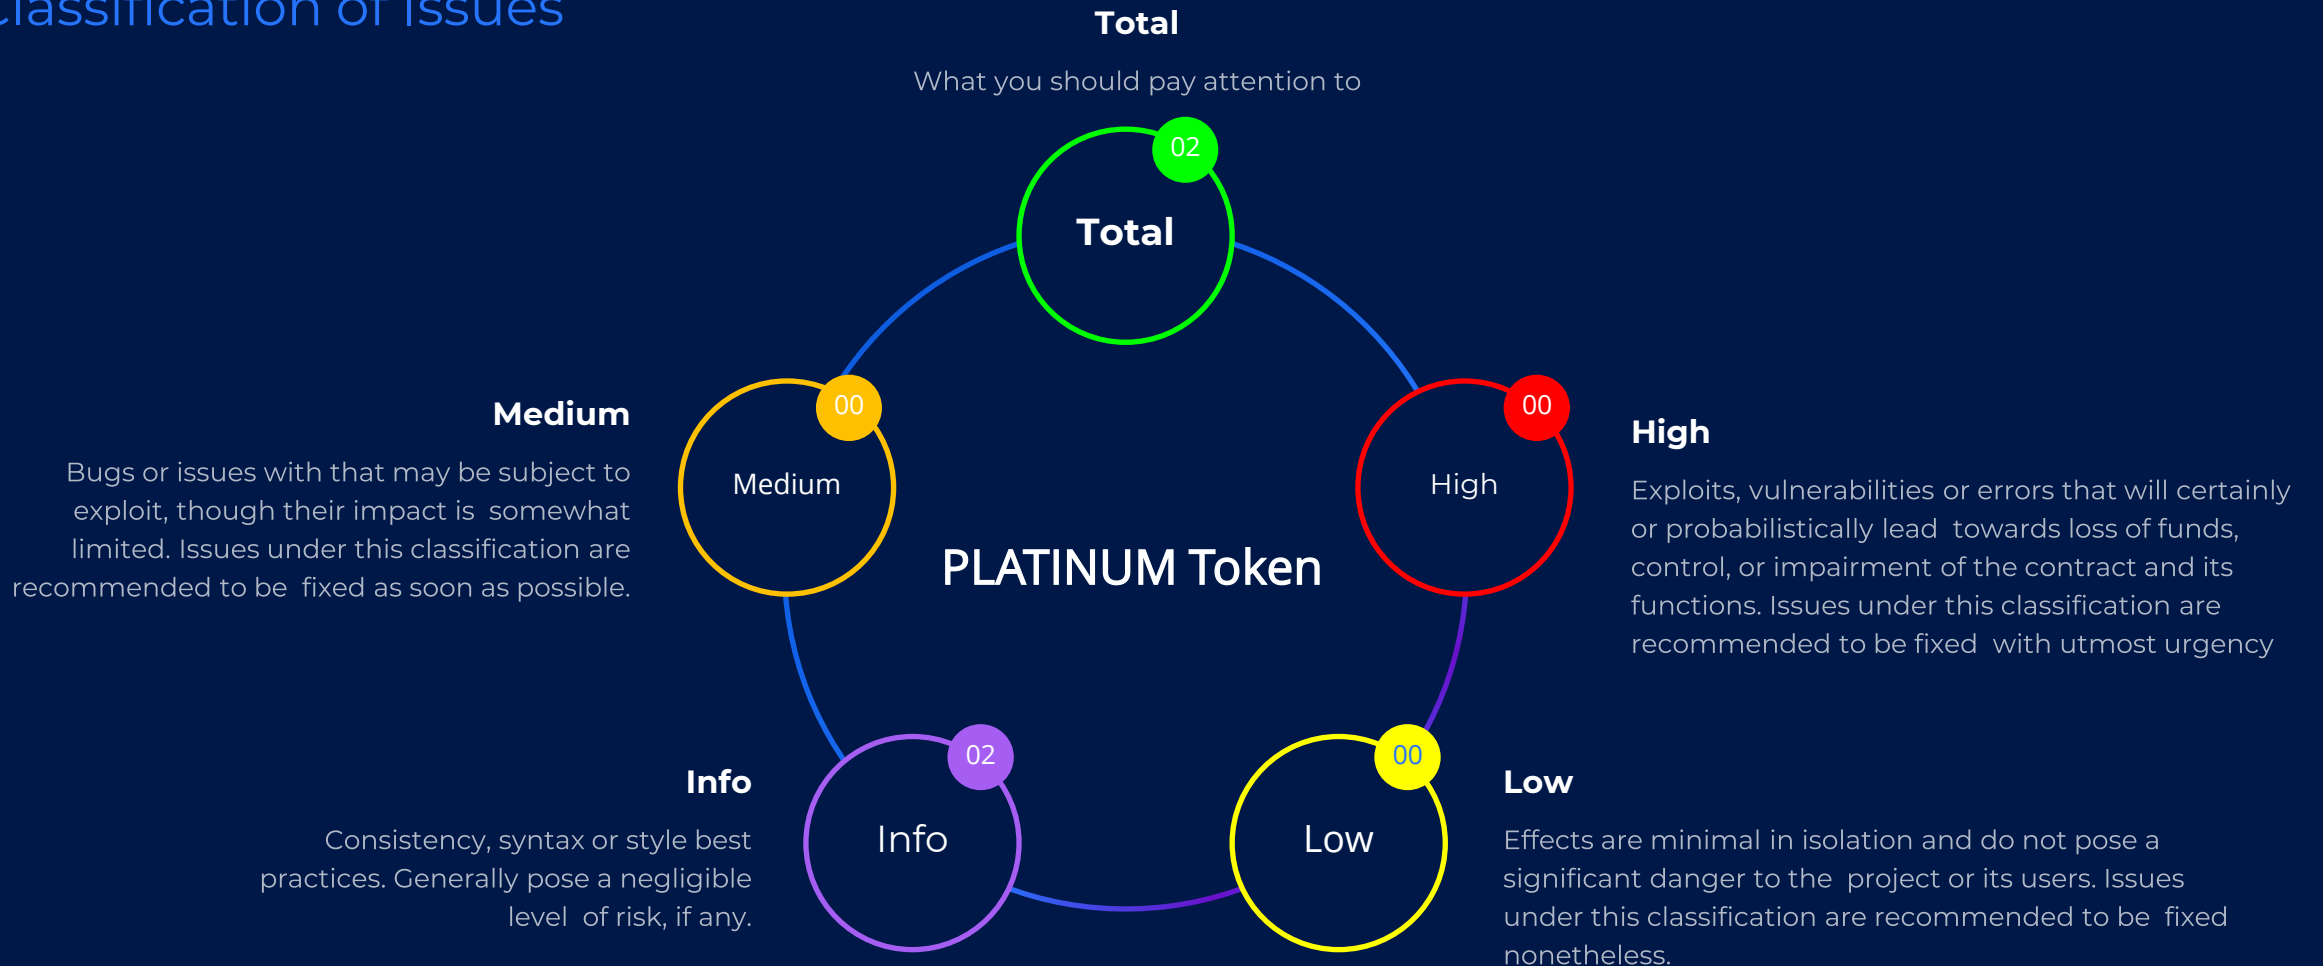 Classification of Issues
Total
What you should pay attention to
02
Total
Medium
Bugs or issues with that may be subject to
exploit, though their impact is somewhat
limited. Issues under this classification are
recommended to be fixed as soon as possible.
00
Medium
00
High
High
Exploits, vulnerabilities or errors that will certainly
or probabilistically lead towards loss of funds,
control, or impairment of the contract and its
functions. Issues under this classification are
recommended to be fixed with utmost urgency
PLATINUM Token
Info
Consistency, syntax or style best
practices. Generally pose a negligible
level of risk, if any.
02
Info
00
Low
Low
Effects are minimal in isolation and do not pose a
significant danger to the project or its users. Issues
under this classification are recommended to be fixed
nonetheless.